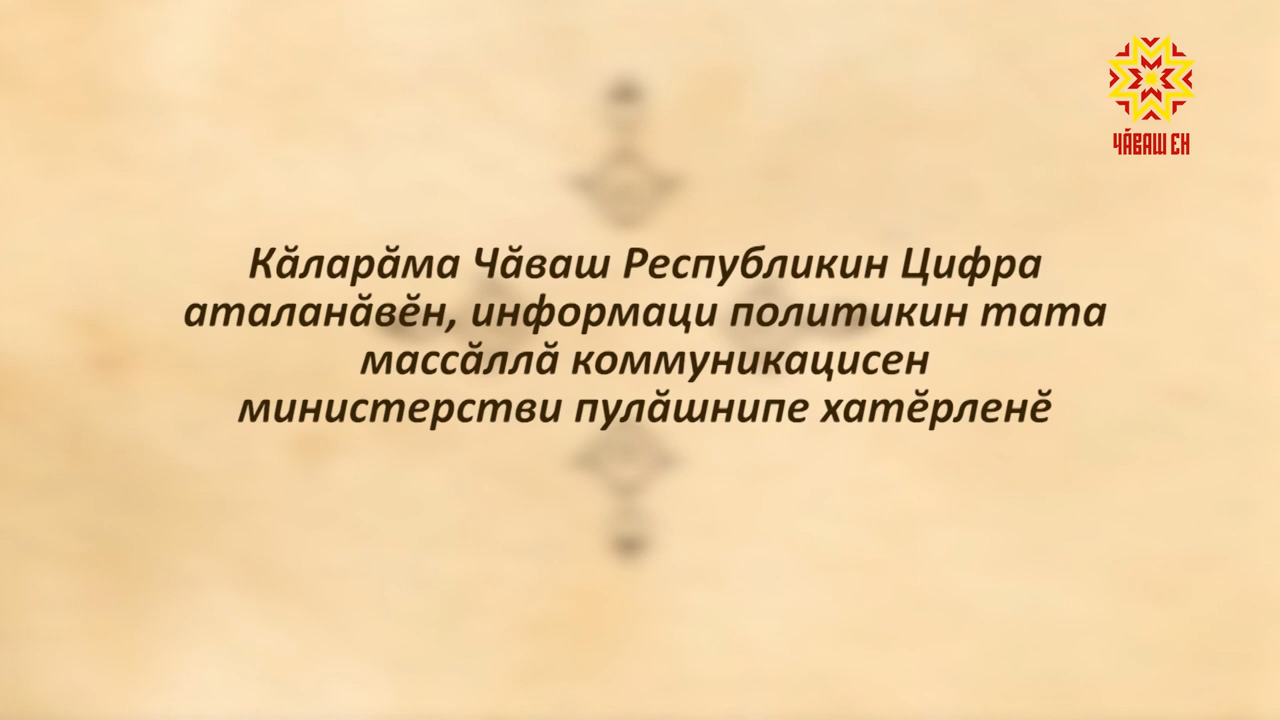 ЧӐВАШ ЕН
Кӑларӑма Чӑваш Республикин Цифра
аталанӑвӗн, информаци политикин тата
массӑллӑ коммуникацисен
министерстви пулӑшнипе хатӗрленӗ